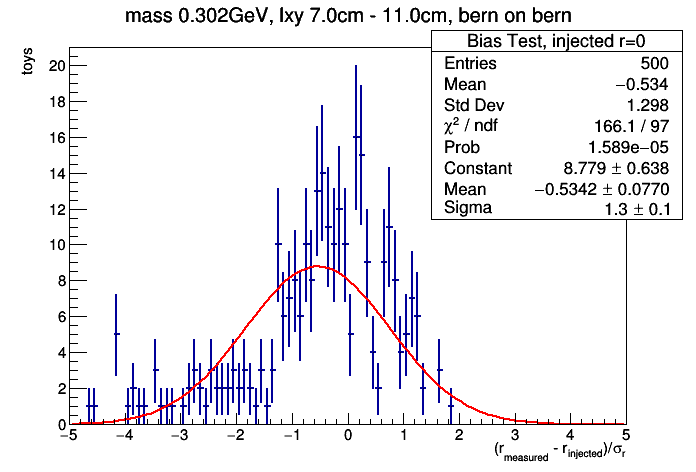 mass 0.302GeV, lxy 7.0cm - 11.0cm, bern on bern
Bias Test, injected r=0
Entries 500
Mean −0.534
Std Dev 1.298
χ² / ndf 166.1 / 97
Prob 1.589e−05
Constant 8.779 ± 0.638
Mean −0.5342 ± 0.0770
Sigma 1.3 ± 0.1
toys
20
18
16
14
12
10
8
6
4
2
0
−5 −4 −3 −2 −1 0 1 2 3 4 5
(r_measured - r_injected)/σ_r